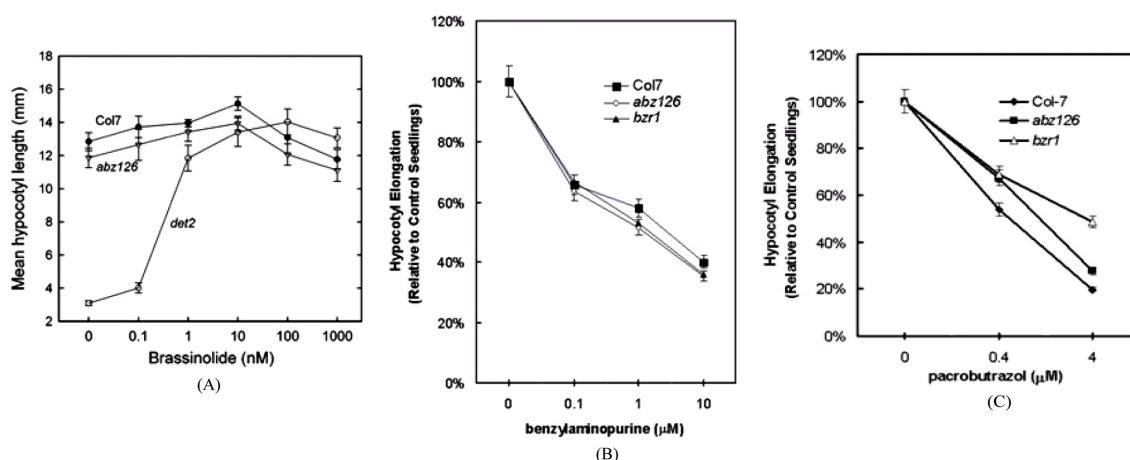 Mean hypocotyl length (mm)
18
16
14
12
10
8
6
4
2
Col7
abz126
det2
0 0.1 1 10 100 1000
Brassinolide (nM)
(A)
Hypocotyl Elongation
(Relative to Control Seedlings)
120%
100%
80%
60%
40%
20%
0%
Col7
abz126
bzr1
0 0.1 1 10
benzylaminopurine (μM)
(B)
Hypocotyl Elongation
(Relative to Control Seedlings)
120%
100%
80%
60%
40%
20%
0%
Col-7
abz126
bzr1
0 0.4 4
pacrobutrazol (μM)
(C)